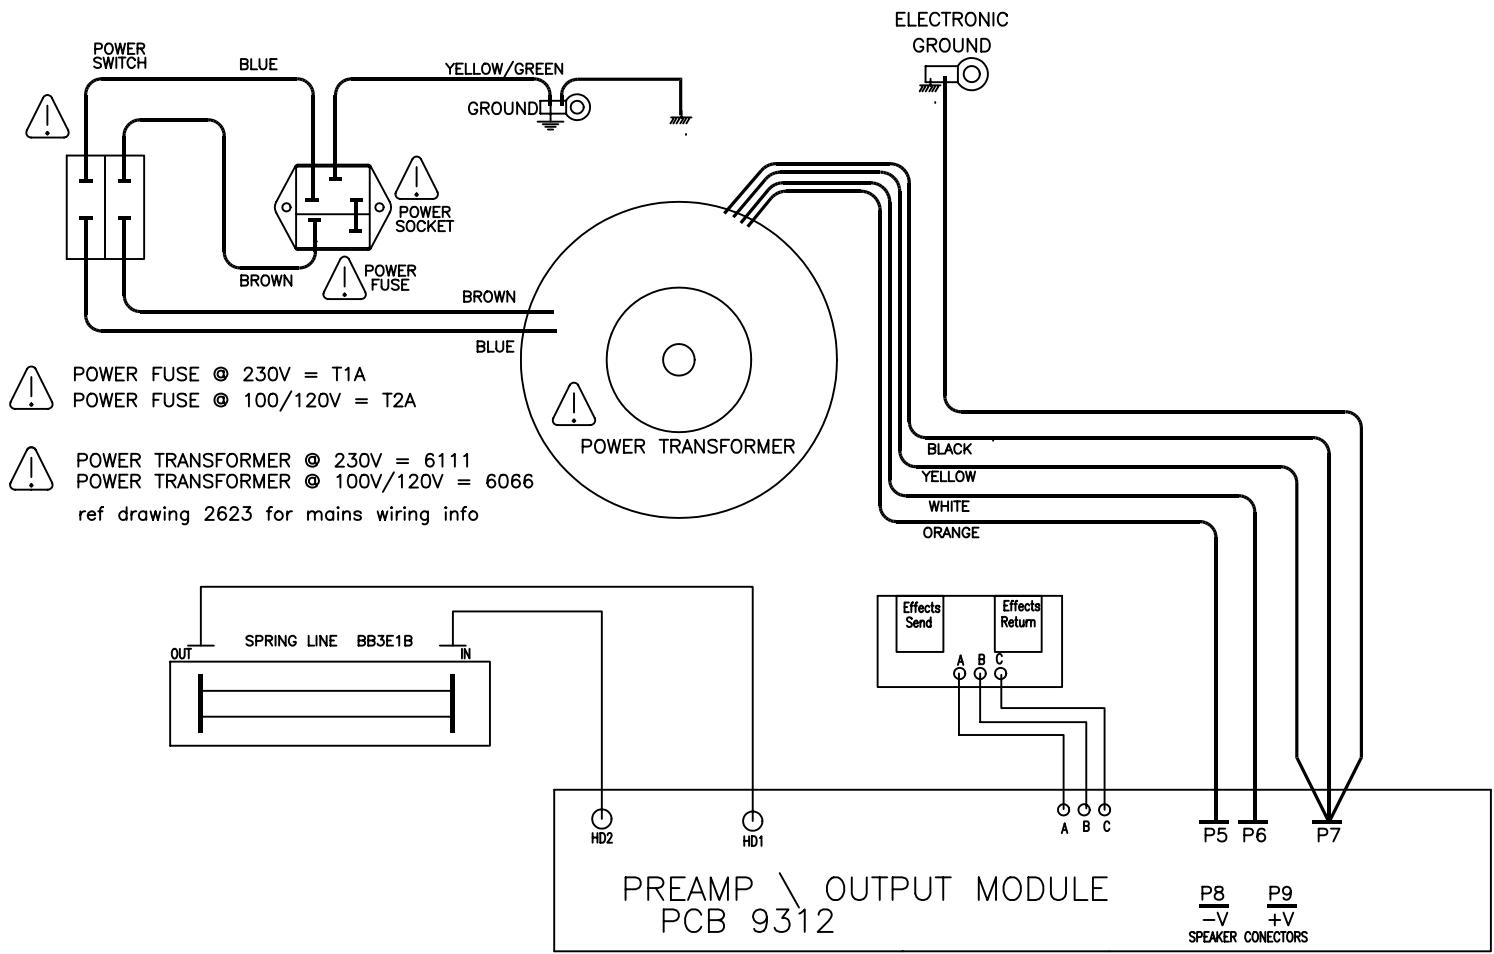 ELECTRONIC
GROUND
POWER
SWITCH
BLUE
YELLOW/GREEN
GROUND
POWER
SOCKET
BROWN
POWER
FUSE
BROWN
BLUE
POWER FUSE @ 230V = T1A
POWER FUSE @ 100/120V = T2A
POWER TRANSFORMER
POWER TRANSFORMER @ 230V = 6111
POWER TRANSFORMER @ 100V/120V = 6066
ref drawing 2623 for mains wiring info
BLACK
YELLOW
WHITE
ORANGE
SPRING LINE BB3E1B
OUT
IN
Effects
Send
Effects
Return
A B C
HD2
HD1
A B C
P5 P6 P7
PREAMP \ OUTPUT MODULE
PCB 9312
P8 P9
-V +V
SPEAKER CONECTORS